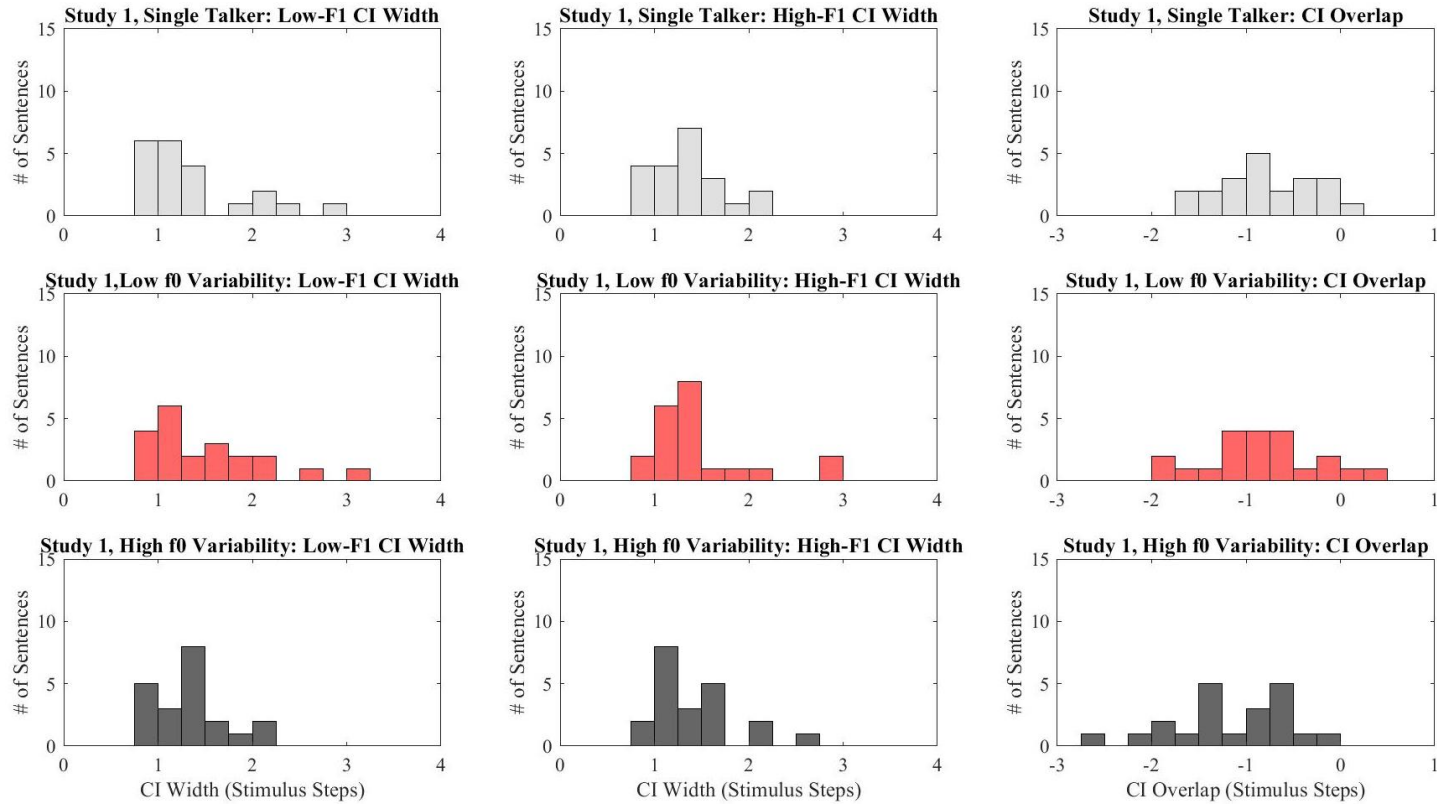 Study 1, Single Talker: Low-F1 CI Width
Study 1, Single Talker: High-F1 CI Width
Study 1, Single Talker: CI Overlap
# of Sentences
15
10
5
0
0 1 2 3 4
# of Sentences
15
10
5
0
0 1 2 3 4
# of Sentences
15
10
5
0
-3 -2 -1 0 1
Study 1,Low f0 Variability: Low-F1 CI Width
Study 1, Low f0 Variability: High-F1 CI Width
Study 1, Low f0 Variability: CI Overlap
# of Sentences
15
10
5
0
0 1 2 3 4
# of Sentences
15
10
5
0
0 1 2 3 4
# of Sentences
15
10
5
0
-3 -2 -1 0 1
Study 1, High f0 Variability: Low-F1 CI Width
Study 1, High f0 Variability: High-F1 CI Width
Study 1, High f0 Variability: CI Overlap
# of Sentences
15
10
5
0
0 1 2 3 4
CI Width (Stimulus Steps)
# of Sentences
15
10
5
0
0 1 2 3 4
CI Width (Stimulus Steps)
# of Sentences
15
10
5
0
-3 -2 -1 0 1
CI Overlap (Stimulus Steps)